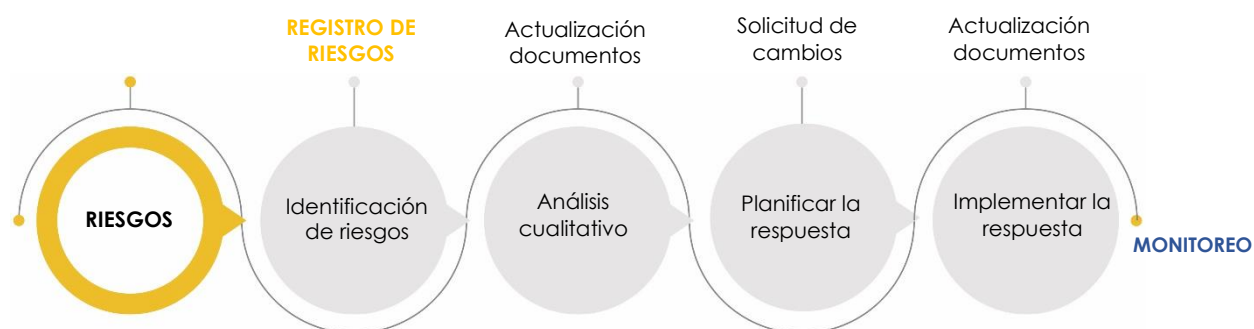 REGISTRO DE
RIESGOS
Actualización
documentos
Solicitud de
cambios
Actualización
documentos
RIESGOS
Identificación
de riesgos
Análisis
cualitativo
Planificar la
respuesta
Implementar la
respuesta
MONITOREO